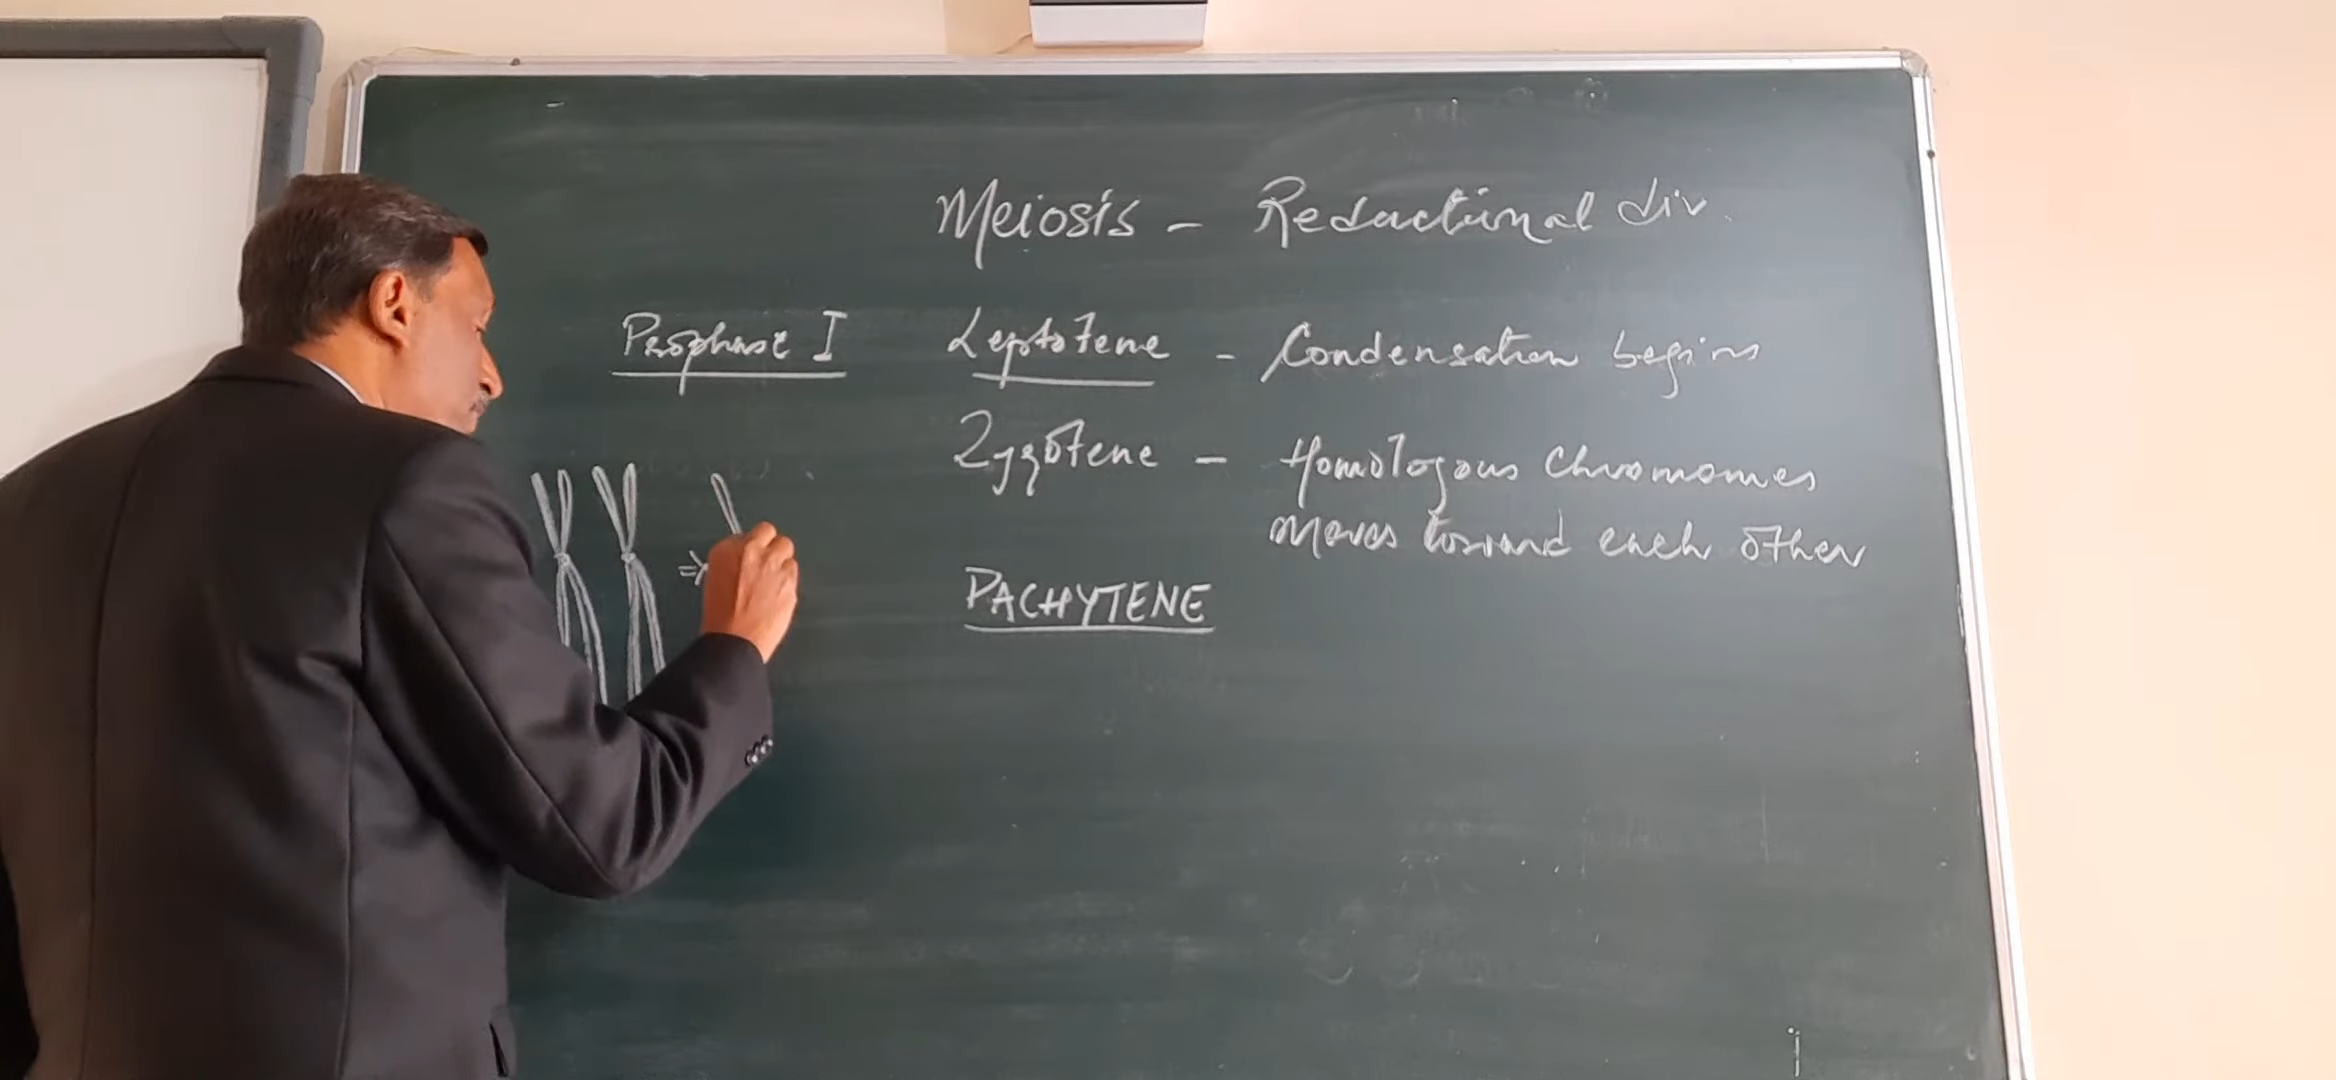 Meiosis - Reductional div.
Prophase I
Leptotene - Condensation begins
Zygotene - Homologous Chromomes
moves toward each other
⇒
PACHYTENE